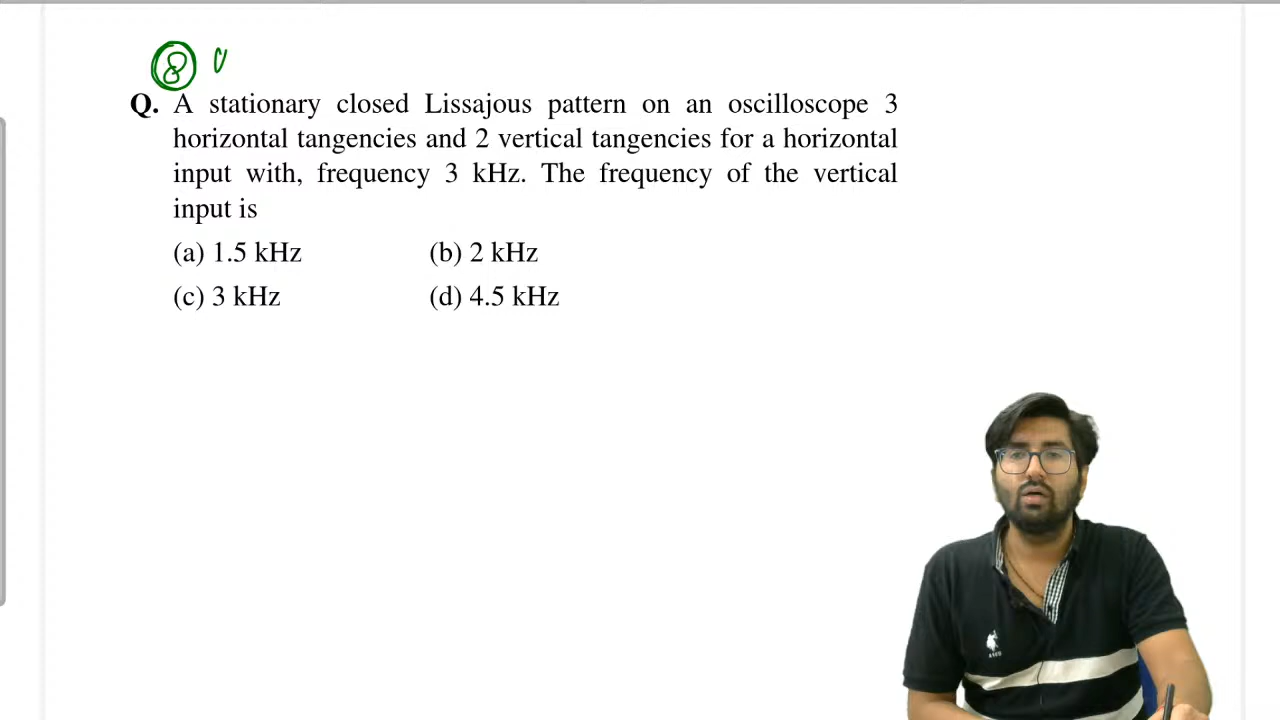 8
Q. A stationary closed Lissajous pattern on an oscilloscope 3
horizontal tangencies and 2 vertical tangencies for a horizontal
input with, frequency 3 kHz. The frequency of the vertical
input is
(a) 1.5 kHz (b) 2 kHz
(c) 3 kHz (d) 4.5 kHz